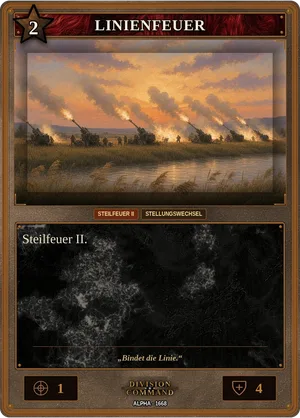 2
LINIENFEUER
STEILFEUER II
STELLUNGSWECHSEL
Steilfeuer II.
„Bindet die Linie.“
1
DIVISION
COMMAND
4
ALPHA · 1668